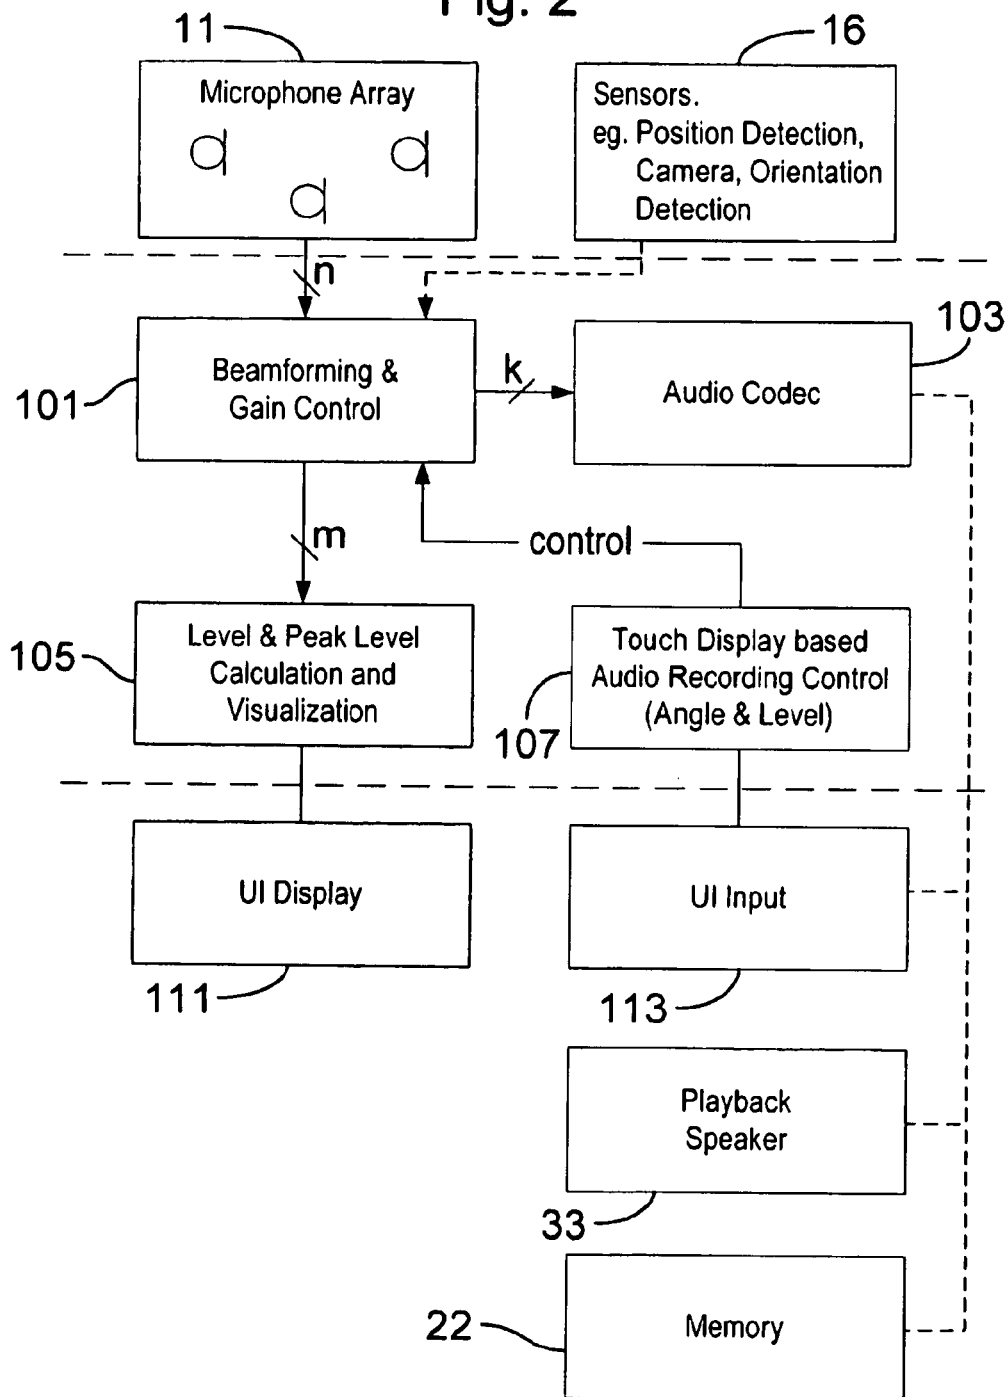 Fig. 2
11
16
Microphone Array
Sensors.
eg. Position Detection,
Camera, Orientation
Detection
n
103
101
Beamforming &
Gain Control
k
Audio Codec
m
control
105
Level & Peak Level
Calculation and
Visualization
Touch Display based
Audio Recording Control
(Angle & Level)
107
UI Display
UI Input
111
113
Playback
Speaker
33
22
Memory